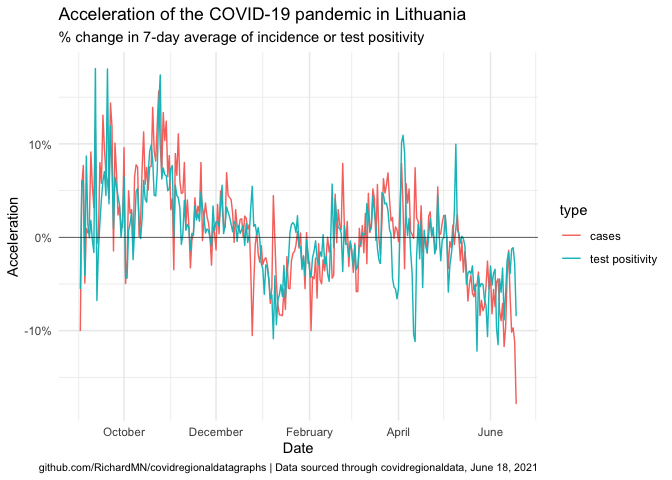 Acceleration of the COVID-19 pandemic in Lithuania
% change in 7-day average of incidence or test positivity
Acceleration
10%
0%
-10%
October
December
February
April
June
Date
type
cases
test positivity
github.com/RichardMN/covidregionaldatagraphs | Data sourced through covidregionaldata, June 18, 2021